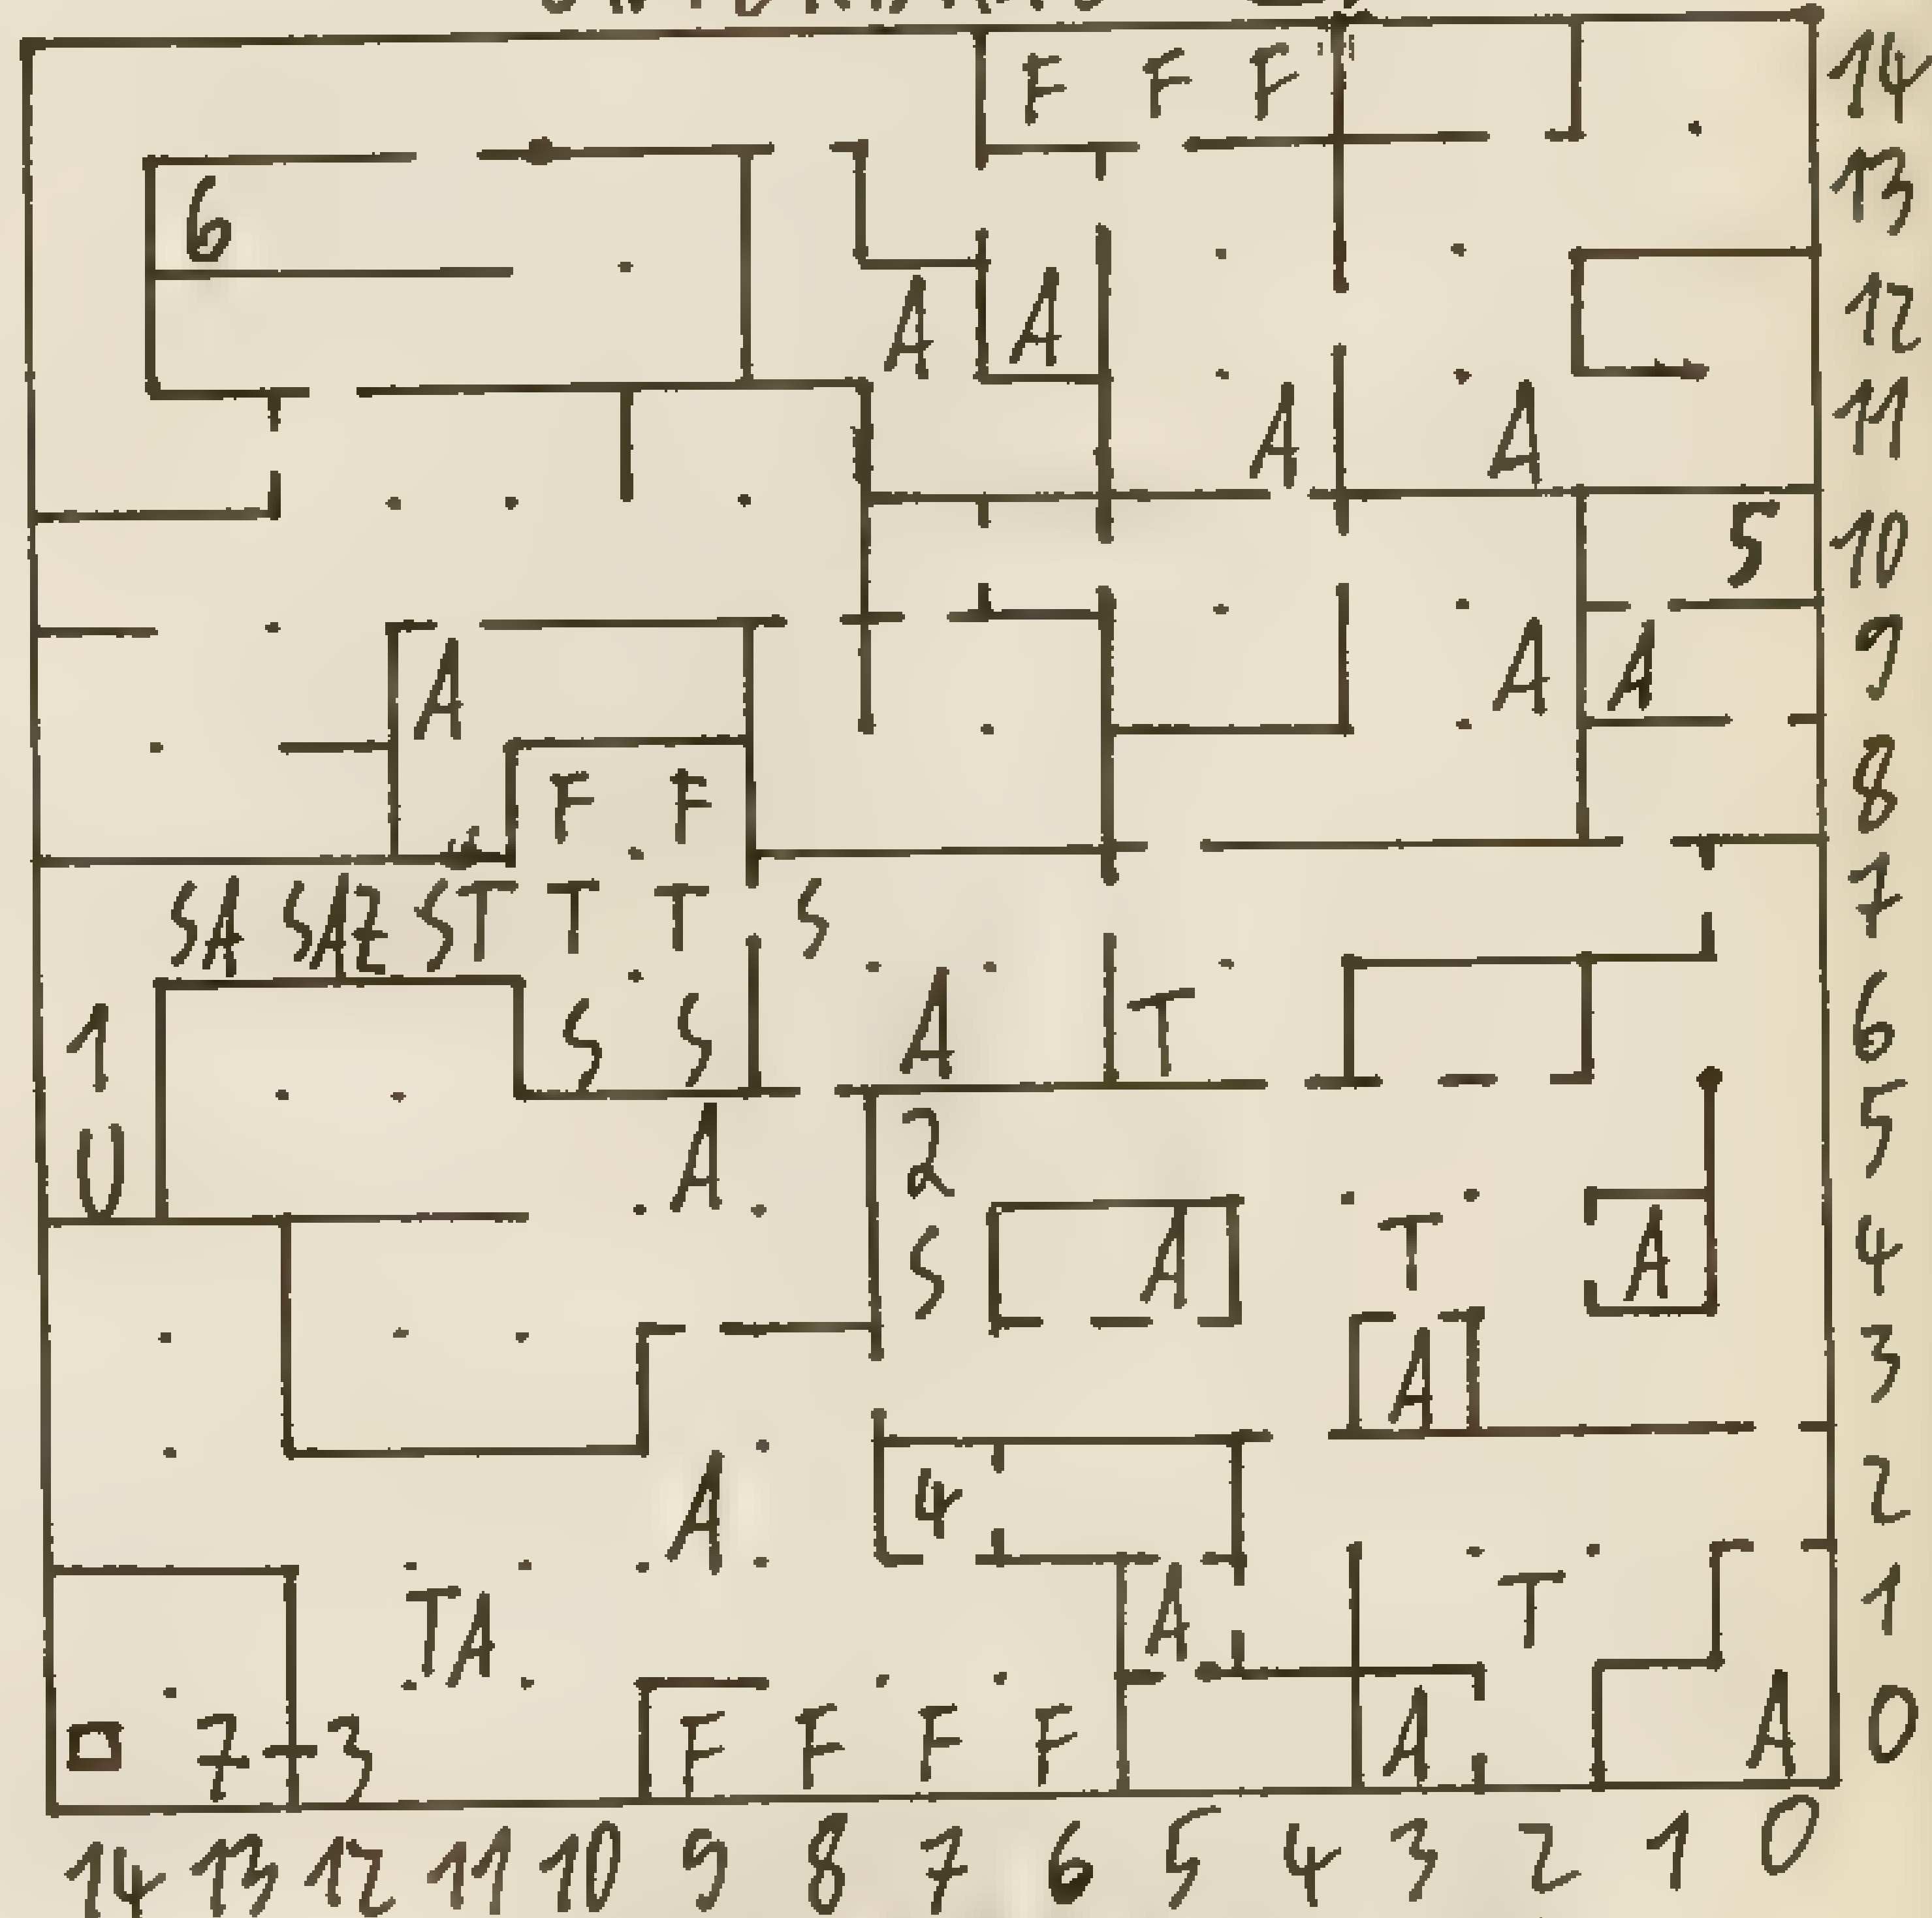 F F F 14
13
6
A A 12
A A 11
5 10
A A A 9
F F 8
SA SAZ ST T T S 7
1 S S A T 6
U A 2 5
S A T A 4
A 3
A 4 2
TA A T 1
7 3 F F F F A A 0
14 13 12 11 10 9 8 7 6 5 4 3 2 1 0